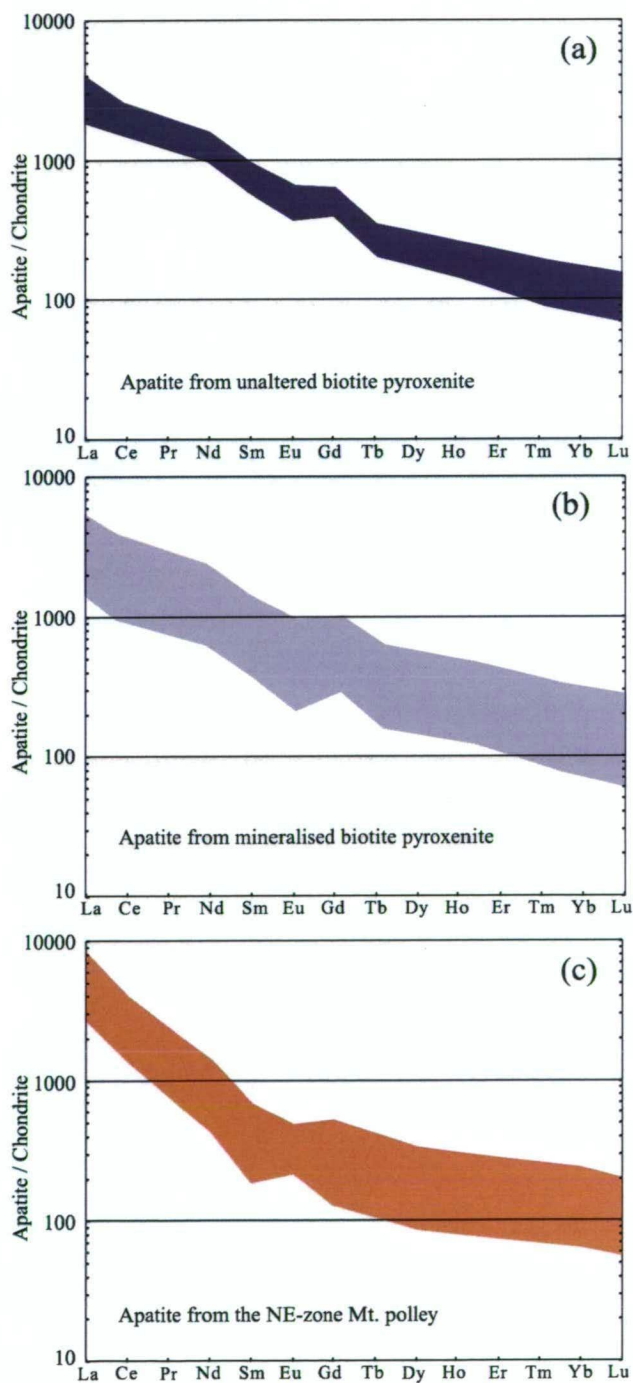 10000
(a)
1000
Apatite / Chondrite
100
Apatite from unaltered biotite pyroxenite
10
La Ce Pr Nd Sm Eu Gd Tb Dy Ho Er Tm Yb Lu
10000
(b)
1000
Apatite / Chondrite
100
Apatite from mineralised biotite pyroxenite
10
La Ce Pr Nd Sm Eu Gd Tb Dy Ho Er Tm Yb Lu
10000
(c)
1000
Apatite / Chondrite
100
Apatite from the NE-zone Mt. polley
10
La Ce Pr Nd Sm Eu Gd Tb Dy Ho Er Tm Yb Lu